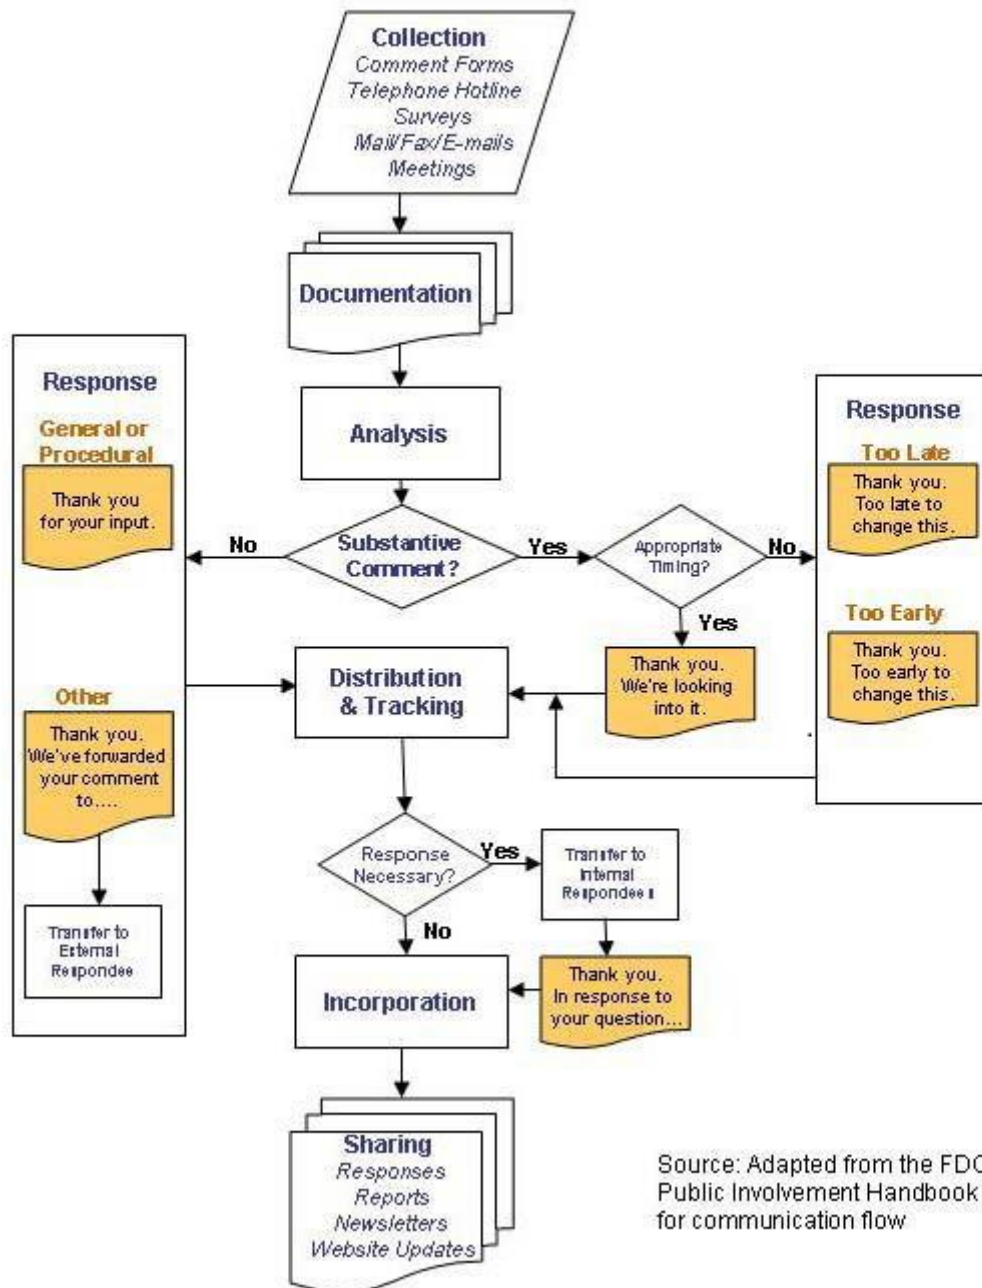 Collection
Comment Forms
Telephone Hotline
Surveys
Mail/Fax/E-mails
Meetings
Documentation
Analysis
Response
General or
Procedural
Thank you
for your input.
No
Substantive
Comment?
Yes
Appropriate
Timing?
No
Response
Too Late
Thank you.
Too late to
change this.
Too Early
Thank you.
Too early to
change this.
Yes
Thank you.
We're looking
into it.
Distribution
& Tracking
Other
Thank you.
We've forwarded
your comment
to....
Transfer to
External
Respondee
Response
Necessary?
Yes
Transfer to
Internal
Respondees
No
Thank you.
In response to
your question...
Incorporation
Sharing
Responses
Reports
Newsletters
Website Updates
Source: Adapted from the FDO
Public Involvement Handbook
for communication flow